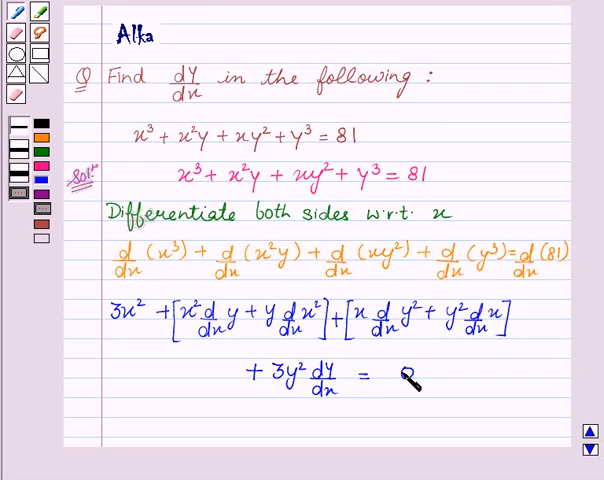 Alka
Q Find dy/dx in the following :
x³ + x²y + xy² + y³ = 81
Solⁿ x³ + x²y + xy² + y³ = 81
Differentiate both sides w.r.t. x
d/dx (x³) + d/dx (x²y) + d/dx (xy²) + d/dx (y³) = d/dx (81)
3x² + [x² d/dx y + y d/dx x²] + [x d/dx y² + y² d/dx x]
+ 3y² dy/dx =